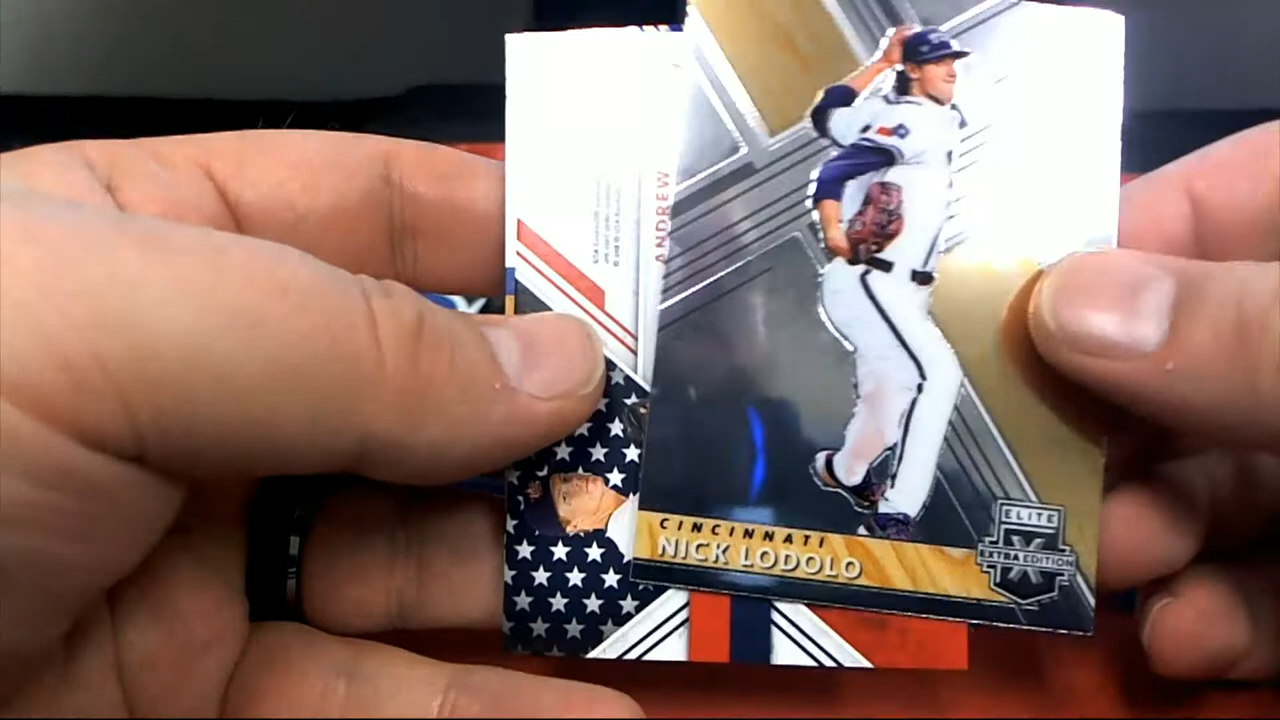 ANDREW
CINCINNATI
NICK LODOLO
ELITE
EXTRA EDITION
X